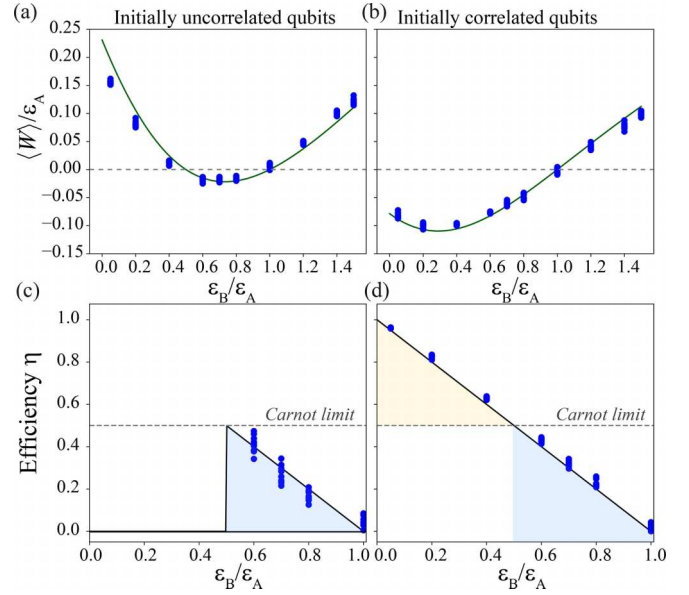 (a) Initially uncorrelated qubits
(b) Initially correlated qubits
⟨W⟩/εA
0.25
0.20
0.15
0.10
0.05
0.00
−0.05
−0.10
−0.15
0.0 0.2 0.4 0.6 0.8 1.0 1.2 1.4
εB/εA
0.0 0.2 0.4 0.6 0.8 1.0 1.2 1.4
εB/εA
(c)
(d)
Efficiency η
1.0
0.8
0.6
0.4
0.2
0.0
Carnot limit
Carnot limit
0.0 0.2 0.4 0.6 0.8 1.0
εB/εA
0.2 0.4 0.6 0.8 1.0
εB/εA